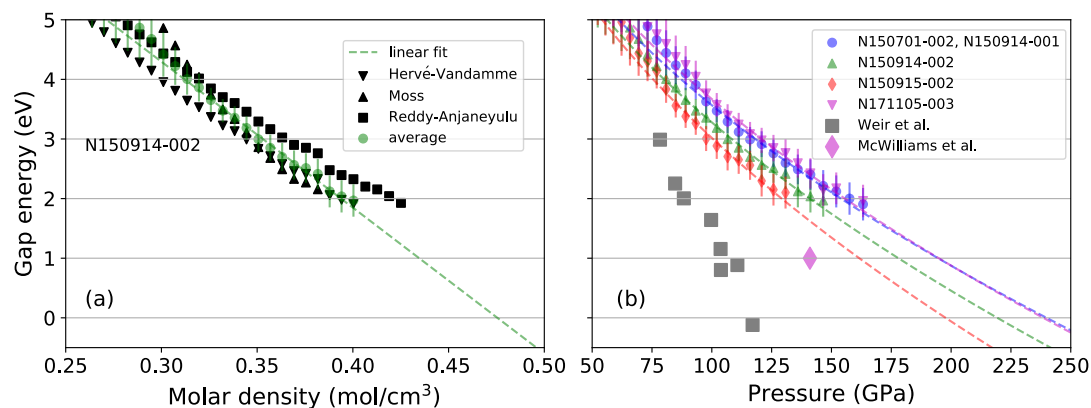 5
4
3
2
1
0
Gap energy (eV)
0.25
0.30
0.35
0.40
0.45
0.50
Molar density (mol/cm³)
(a)
N150914-002
linear fit
Hervé-Vandamme
Moss
Reddy-Anjaneyulu
average
50
75
100
125
150
175
200
225
250
Pressure (GPa)
(b)
N150701-002, N150914-001
N150914-002
N150915-002
N171105-003
Weir et al.
McWilliams et al.